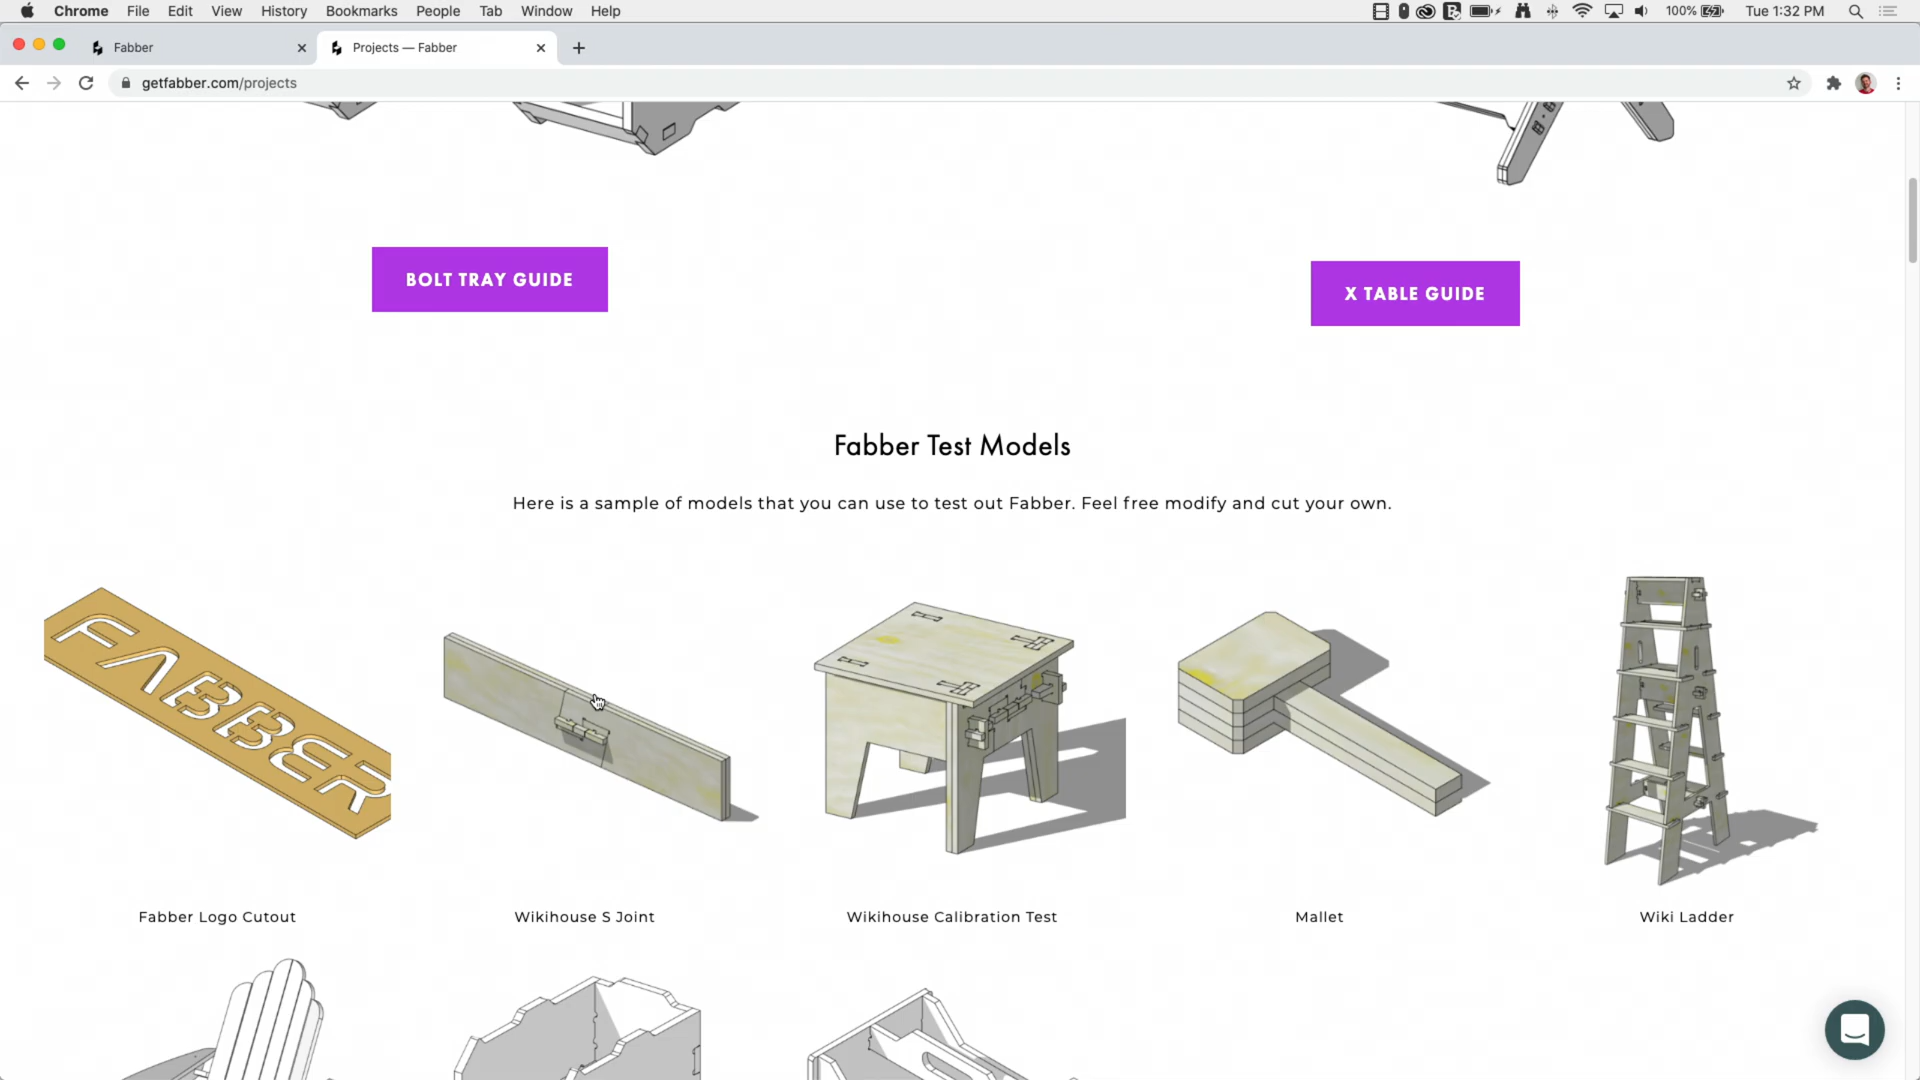 Chrome File Edit View History Bookmarks People Tab Window Help 100% Tue 1:32 PM
Fabber Projects — Fabber
getfabber.com/projects
BOLT TRAY GUIDE
X TABLE GUIDE
Fabber Test Models
Here is a sample of models that you can use to test out Fabber. Feel free modify and cut your own.
FABBER
Fabber Logo Cutout Wikihouse S Joint Wikihouse Calibration Test Mallet Wiki Ladder